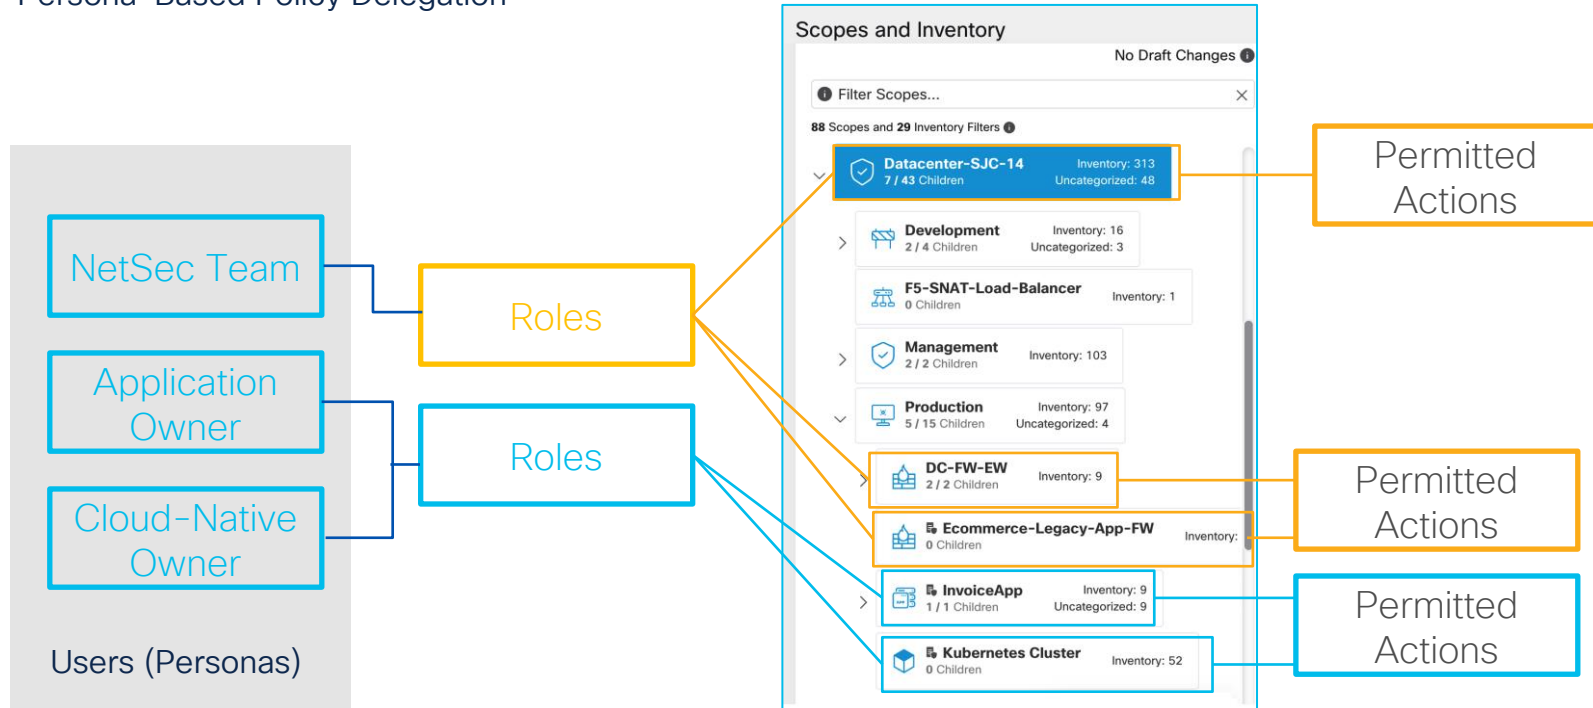 Persona-Based Policy Delegation
Scopes and Inventory
No Draft Changes
Filter Scopes...
88 Scopes and 29 Inventory Filters
Datacenter-SJC-14
Inventory: 313
7 / 43 Children
Uncategorized: 48
Development
Inventory: 16
2 / 4 Children
Uncategorized: 3
F5-SNAT-Load-Balancer
0 Children
Inventory: 1
Management
2 / 2 Children
Inventory: 103
Production
Inventory: 97
5 / 15 Children
Uncategorized: 4
DC-FW-EW
2 / 2 Children
Inventory: 9
Ecommerce-Legacy-App-FW
0 Children
Inventory:
InvoiceApp
Inventory: 9
1 / 1 Children
Uncategorized: 9
Kubernetes Cluster
0 Children
Inventory: 52
NetSec Team
Application
Owner
Cloud-Native
Owner
Users (Personas)
Roles
Roles
Permitted
Actions
Permitted
Actions
Permitted
Actions